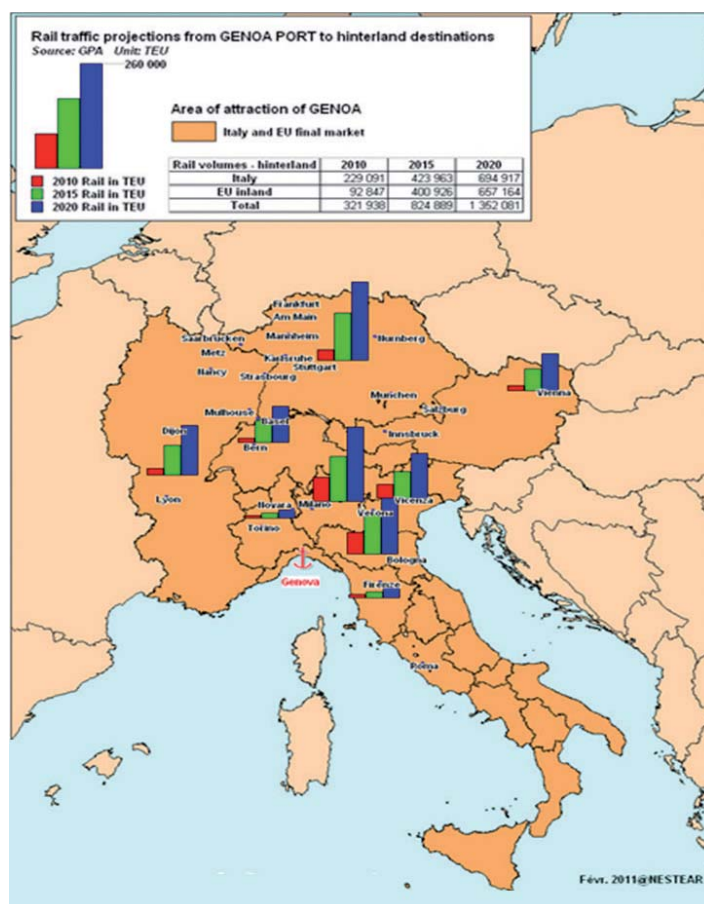 Rail traffic projections from GENOA PORT to hinterland destinations
Source: GPA Unit: TEU
260 000
Area of attraction of GENOA
Italy and EU final market
Rail volumes - hinterland 2010 2015 2020
Italy 229 091 423 963 694 917
EU inland 92 847 400 926 657 164
Total 321 938 824 889 1 352 081
2010 Rail in TEU
2015 Rail in TEU
2020 Rail in TEU
Frankfurt
Am Main
Saarbrucken
Manhheim
Nurnberg
Metz
Karlsruhe
Stuttgart
Nancy
Strasbourg
Munchen
Vienna
Salzburg
Mulhouse
Basel
Dijon
Innsbruck
Bern
Lyon
Novara
Milano
Vicenza
Verona
Torino
Bologna
Genova
Firenze
Roma
Févr. 2011@NESTEAR